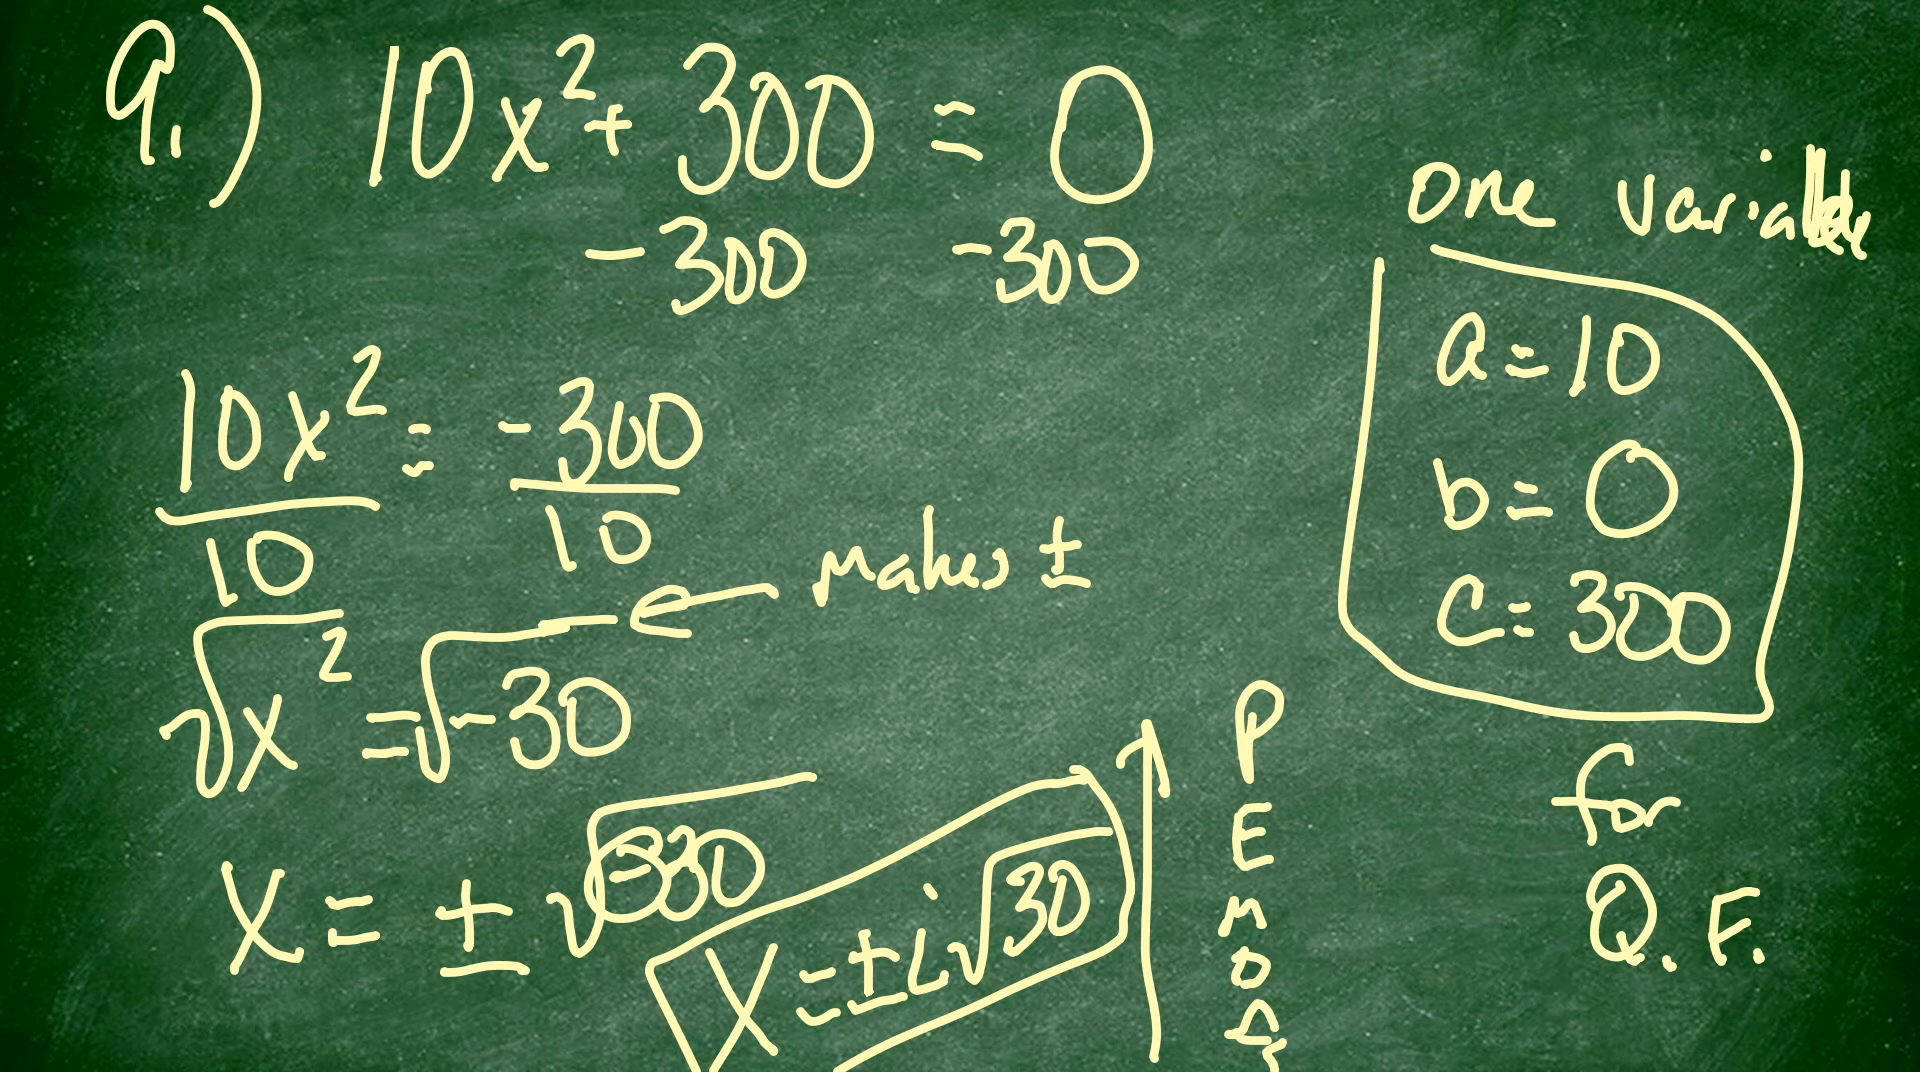 9.) 10x² + 300 = 0
-300 -300
10x² = -300
10 10
makes ±
√x² = √-30
x = ± √-30
x = ± i√30
one variable
a = 10
b = 0
c = 300
for
Q.F.
P
E
M
D
A
S